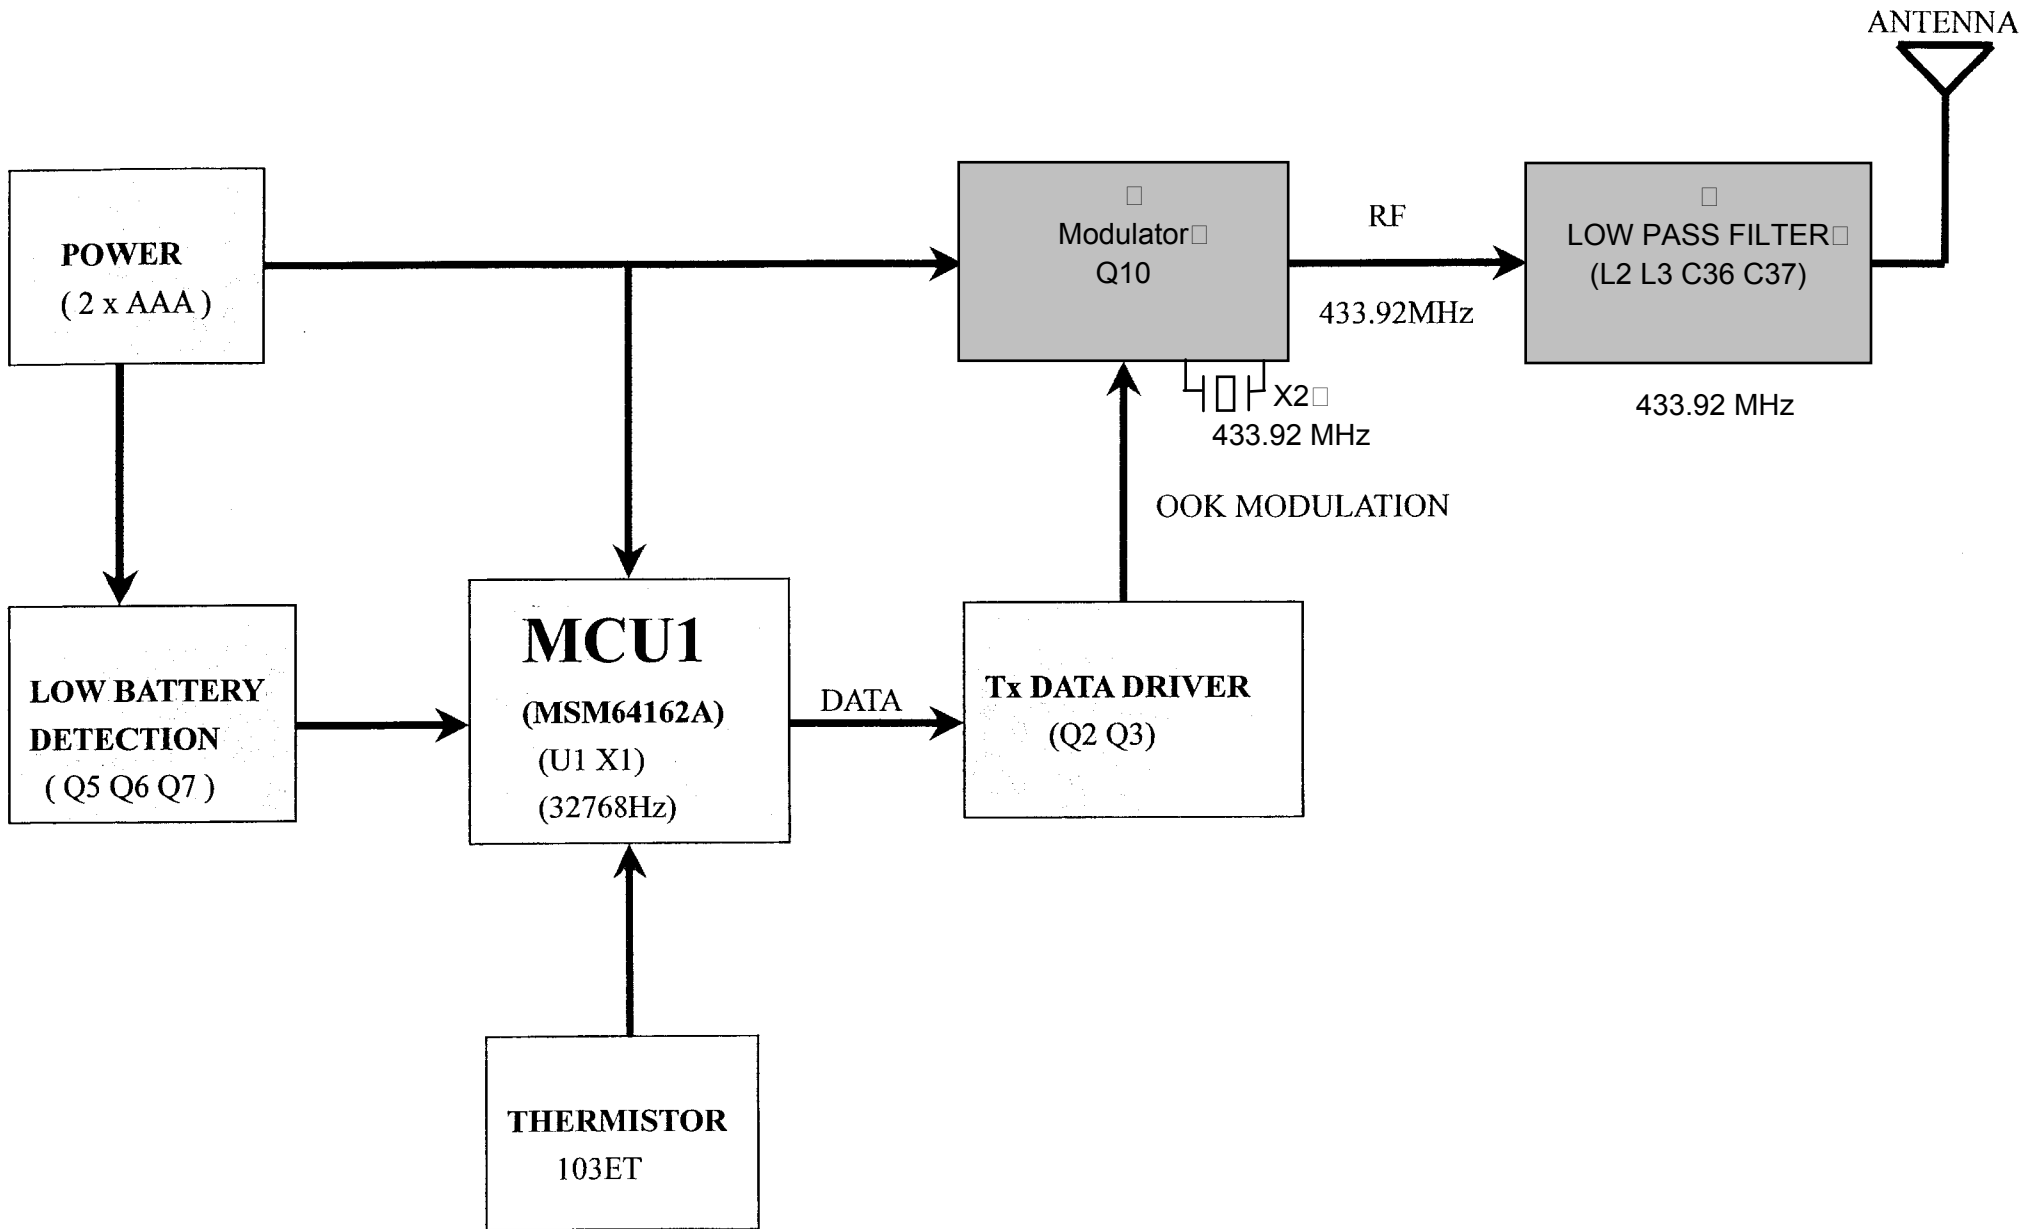 ANTENNA
POWER
( 2 x AAA )
Modulator
Q10
RF
433.92MHz
LOW PASS FILTER
(L2 L3 C36 C37)
433.92 MHz
X2
433.92 MHz
OOK MODULATION
LOW BATTERY
DETECTION
( Q5 Q6 Q7 )
MCU1
(MSM64162A)
(U1 X1)
(32768Hz)
DATA
Tx DATA DRIVER
(Q2 Q3)
THERMISTOR
103ET